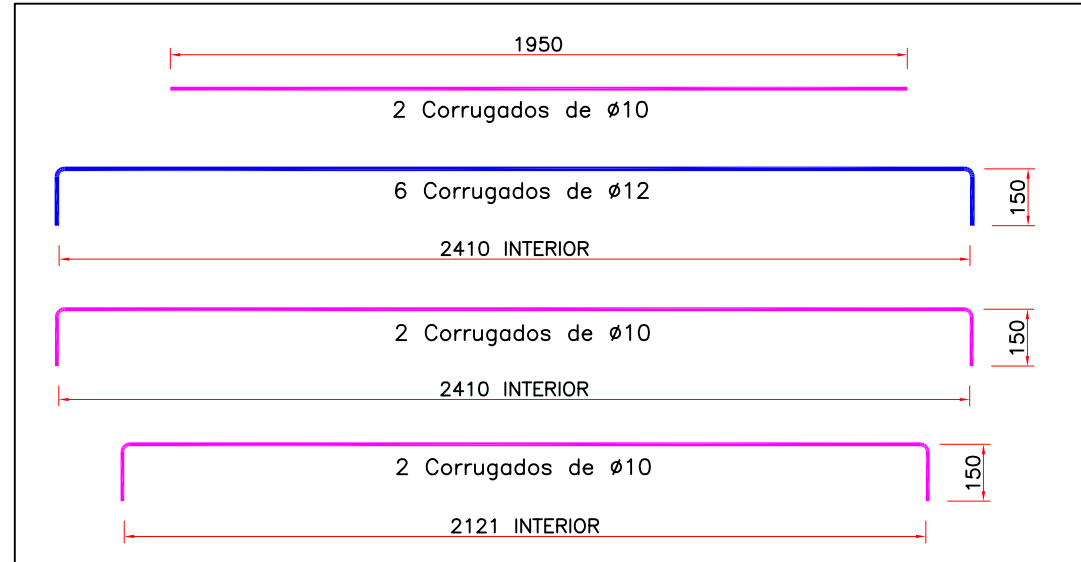 1950
2 Corrugados de ø10
6 Corrugados de ø12
150
2410 INTERIOR
2 Corrugados de ø10
150
2410 INTERIOR
2 Corrugados de ø10
150
2121 INTERIOR